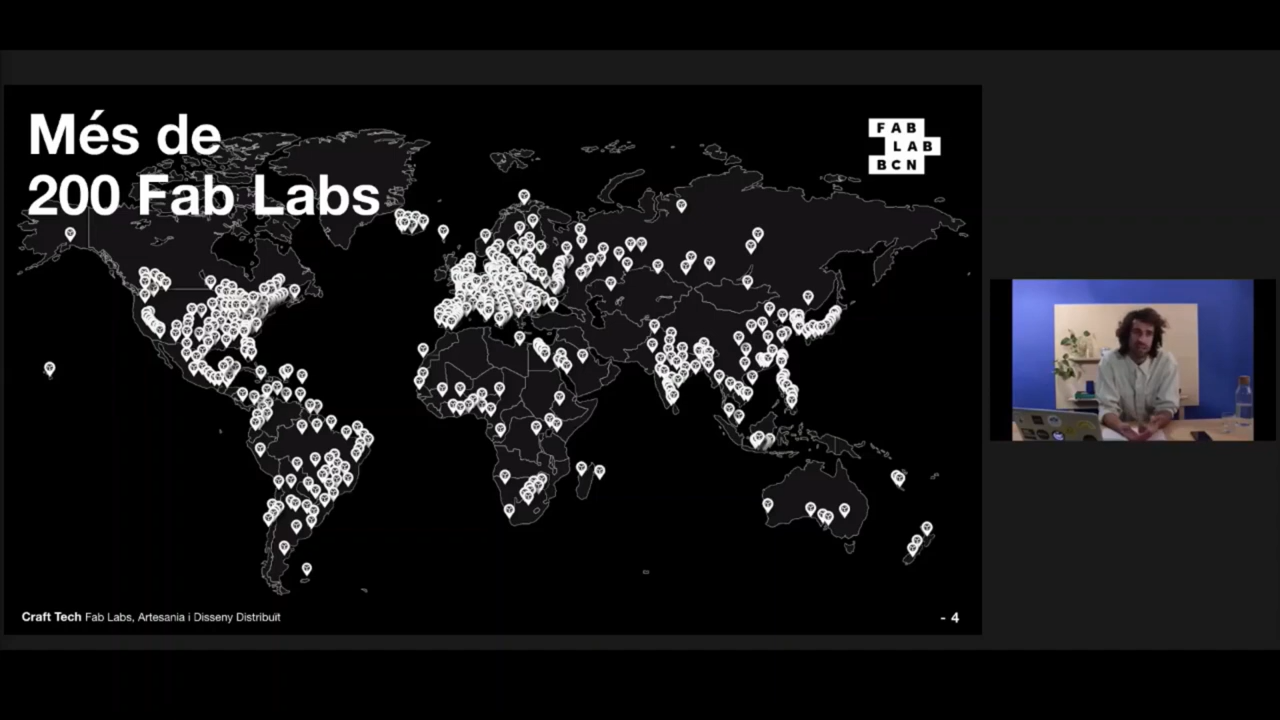 Més de
200 Fab Labs
FAB
LAB
BCN
Craft Tech Fab Labs, Artesania i Disseny Distribuït
- 4